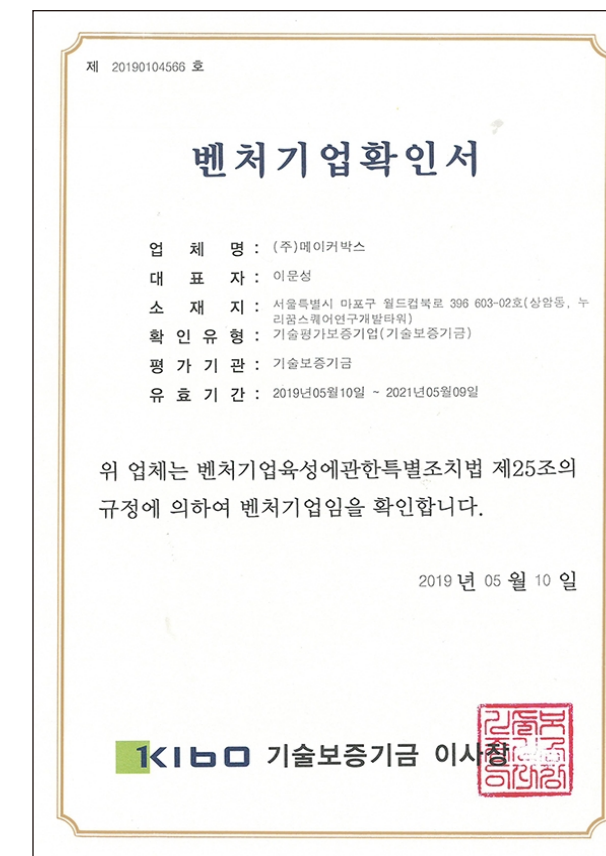 제 20190104566 호
벤처기업확인서
업 체 명 : (주)메이커박스
대 표 자 : 이문성
소 재 지 : 서울특별시 마포구 월드컵북로 396 603-02호(상암동, 누
리꿈스퀘어연구개발타워)
확 인 유 형 : 기술평가보증기업(기술보증기금)
평 가 기 관 : 기술보증기금
유 효 기 간 : 2019년05월10일 ~ 2021년05월09일
위 업체는 벤처기업육성에관한특별조치법 제25조의
규정에 의하여 벤처기업임을 확인합니다.
2019 년 05 월 10 일
KIBO 기술보증기금 이사장